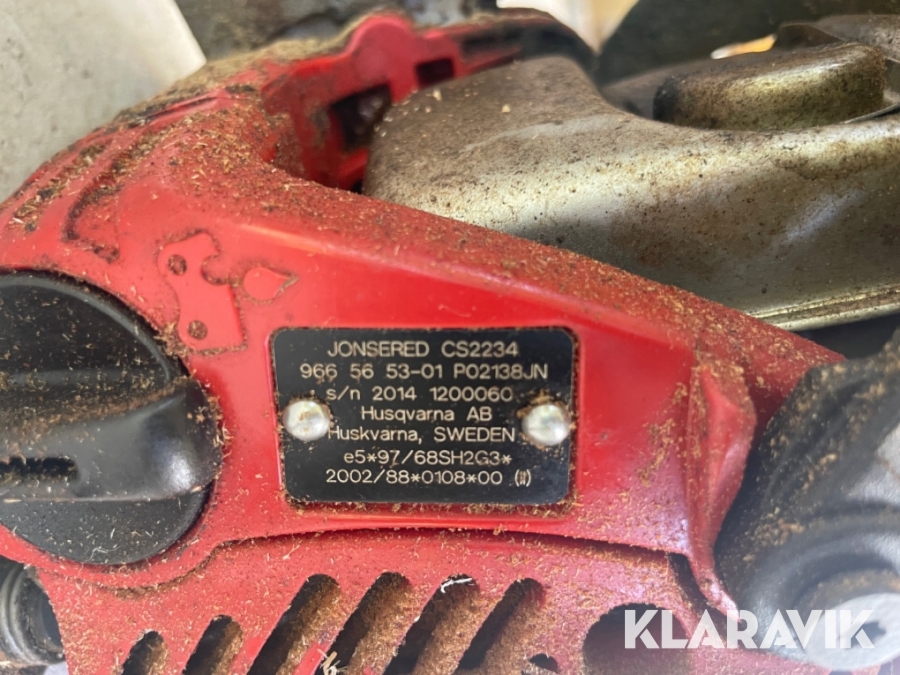 JONSERED CS2234
966 56 53-01 P02138JN
s/n 2014 1200060
Husqvarna AB
Huskvarna, SWEDEN
e5*97/68SH2G3*
2002/88*0108*00 (II)
KLARAVIK